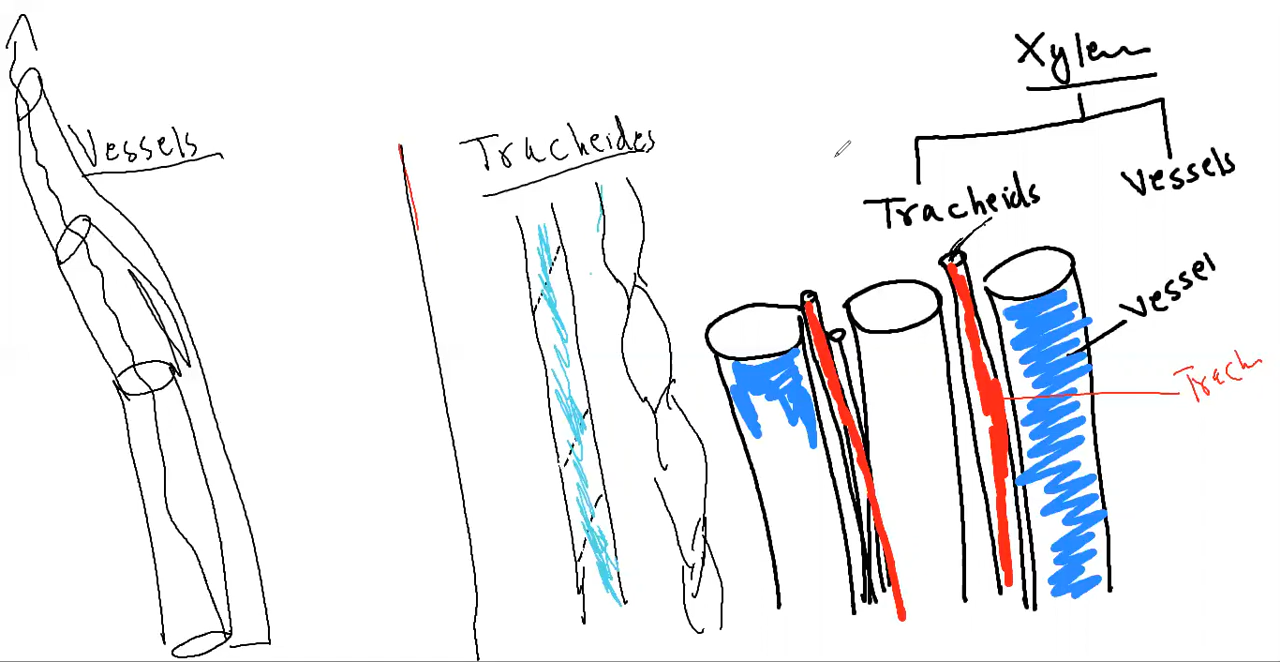 Vessels
Tracheides
Xylem
Tracheids
Vessels
Vessel
Trach